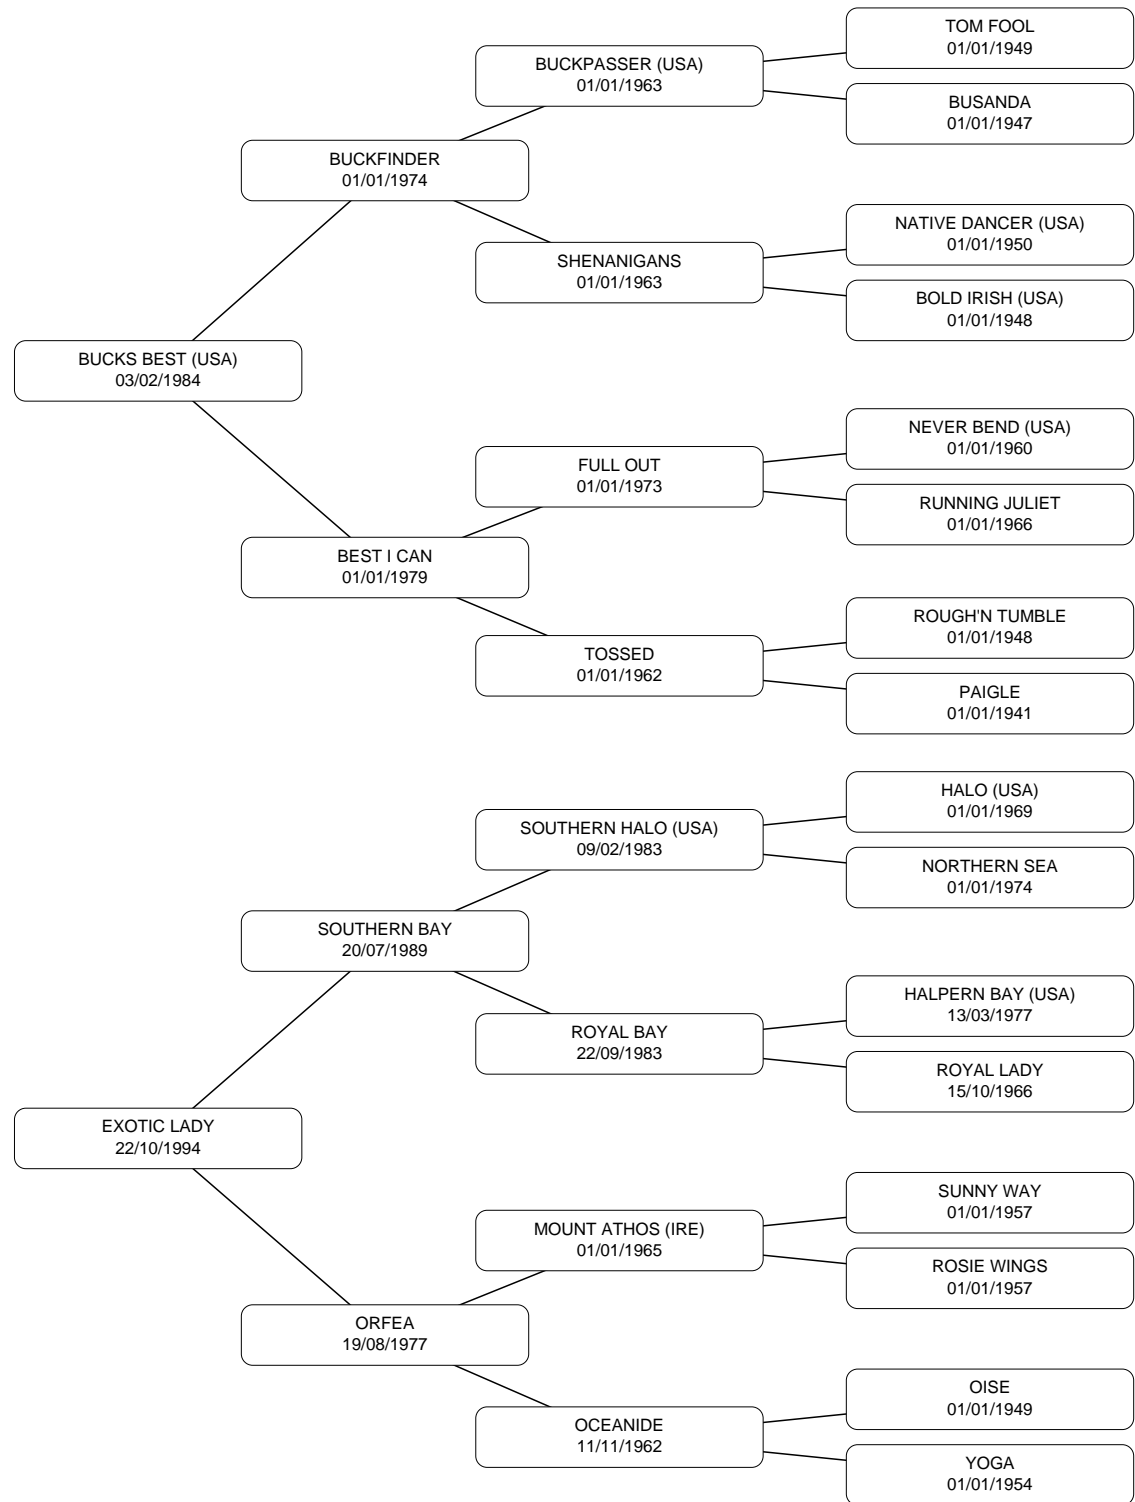 TOM FOOL
01/01/1949
BUCKPASSER (USA)
01/01/1963
BUSANDA
01/01/1947
BUCKFINDER
01/01/1974
NATIVE DANCER (USA)
01/01/1950
SHENANIGANS
01/01/1963
BOLD IRISH (USA)
01/01/1948
BUCKS BEST (USA)
03/02/1984
NEVER BEND (USA)
01/01/1960
FULL OUT
01/01/1973
RUNNING JULIET
01/01/1966
BEST I CAN
01/01/1979
ROUGH'N TUMBLE
01/01/1948
TOSSED
01/01/1962
PAIGLE
01/01/1941
HALO (USA)
01/01/1969
SOUTHERN HALO (USA)
09/02/1983
NORTHERN SEA
01/01/1974
SOUTHERN BAY
20/07/1989
HALPERN BAY (USA)
13/03/1977
ROYAL BAY
22/09/1983
ROYAL LADY
15/10/1966
EXOTIC LADY
22/10/1994
SUNNY WAY
01/01/1957
MOUNT ATHOS (IRE)
01/01/1965
ROSIE WINGS
01/01/1957
ORFEA
19/08/1977
OISE
01/01/1949
OCEANIDE
11/11/1962
YOGA
01/01/1954